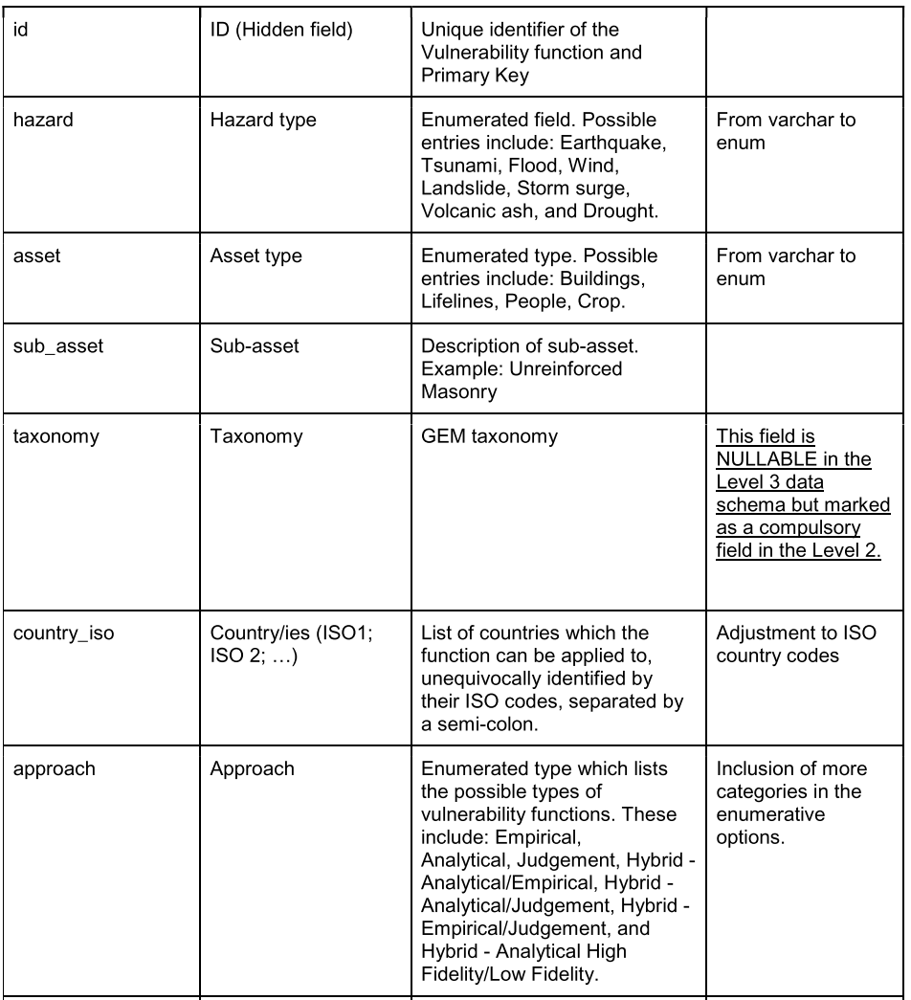 id
ID (Hidden field)
Unique identifier of the
Vulnerability function and
Primary Key
hazard
Hazard type
Enumerated field. Possible
entries include: Earthquake,
Tsunami, Flood, Wind,
Landslide, Storm surge,
Volcanic ash, and Drought.
From varchar to
enum
asset
Asset type
Enumerated type. Possible
entries include: Buildings,
Lifelines, People, Crop.
From varchar to
enum
sub_asset
Sub-asset
Description of sub-asset.
Example: Unreinforced
Masonry
taxonomy
Taxonomy
GEM taxonomy
This field is
NULLABLE in the
Level 3 data
schema but marked
as a compulsory
field in the Level 2.
country_iso
Country/ies (ISO1;
ISO 2; …)
List of countries which the
function can be applied to,
unequivocally identified by
their ISO codes, separated by
a semi-colon.
Adjustment to ISO
country codes
approach
Approach
Enumerated type which lists
the possible types of
vulnerability functions. These
include: Empirical,
Analytical, Judgement, Hybrid -
Analytical/Empirical, Hybrid -
Analytical/Judgement, Hybrid -
Empirical/Judgement, and
Hybrid - Analytical High
Fidelity/Low Fidelity.
Inclusion of more
categories in the
enumerative
options.